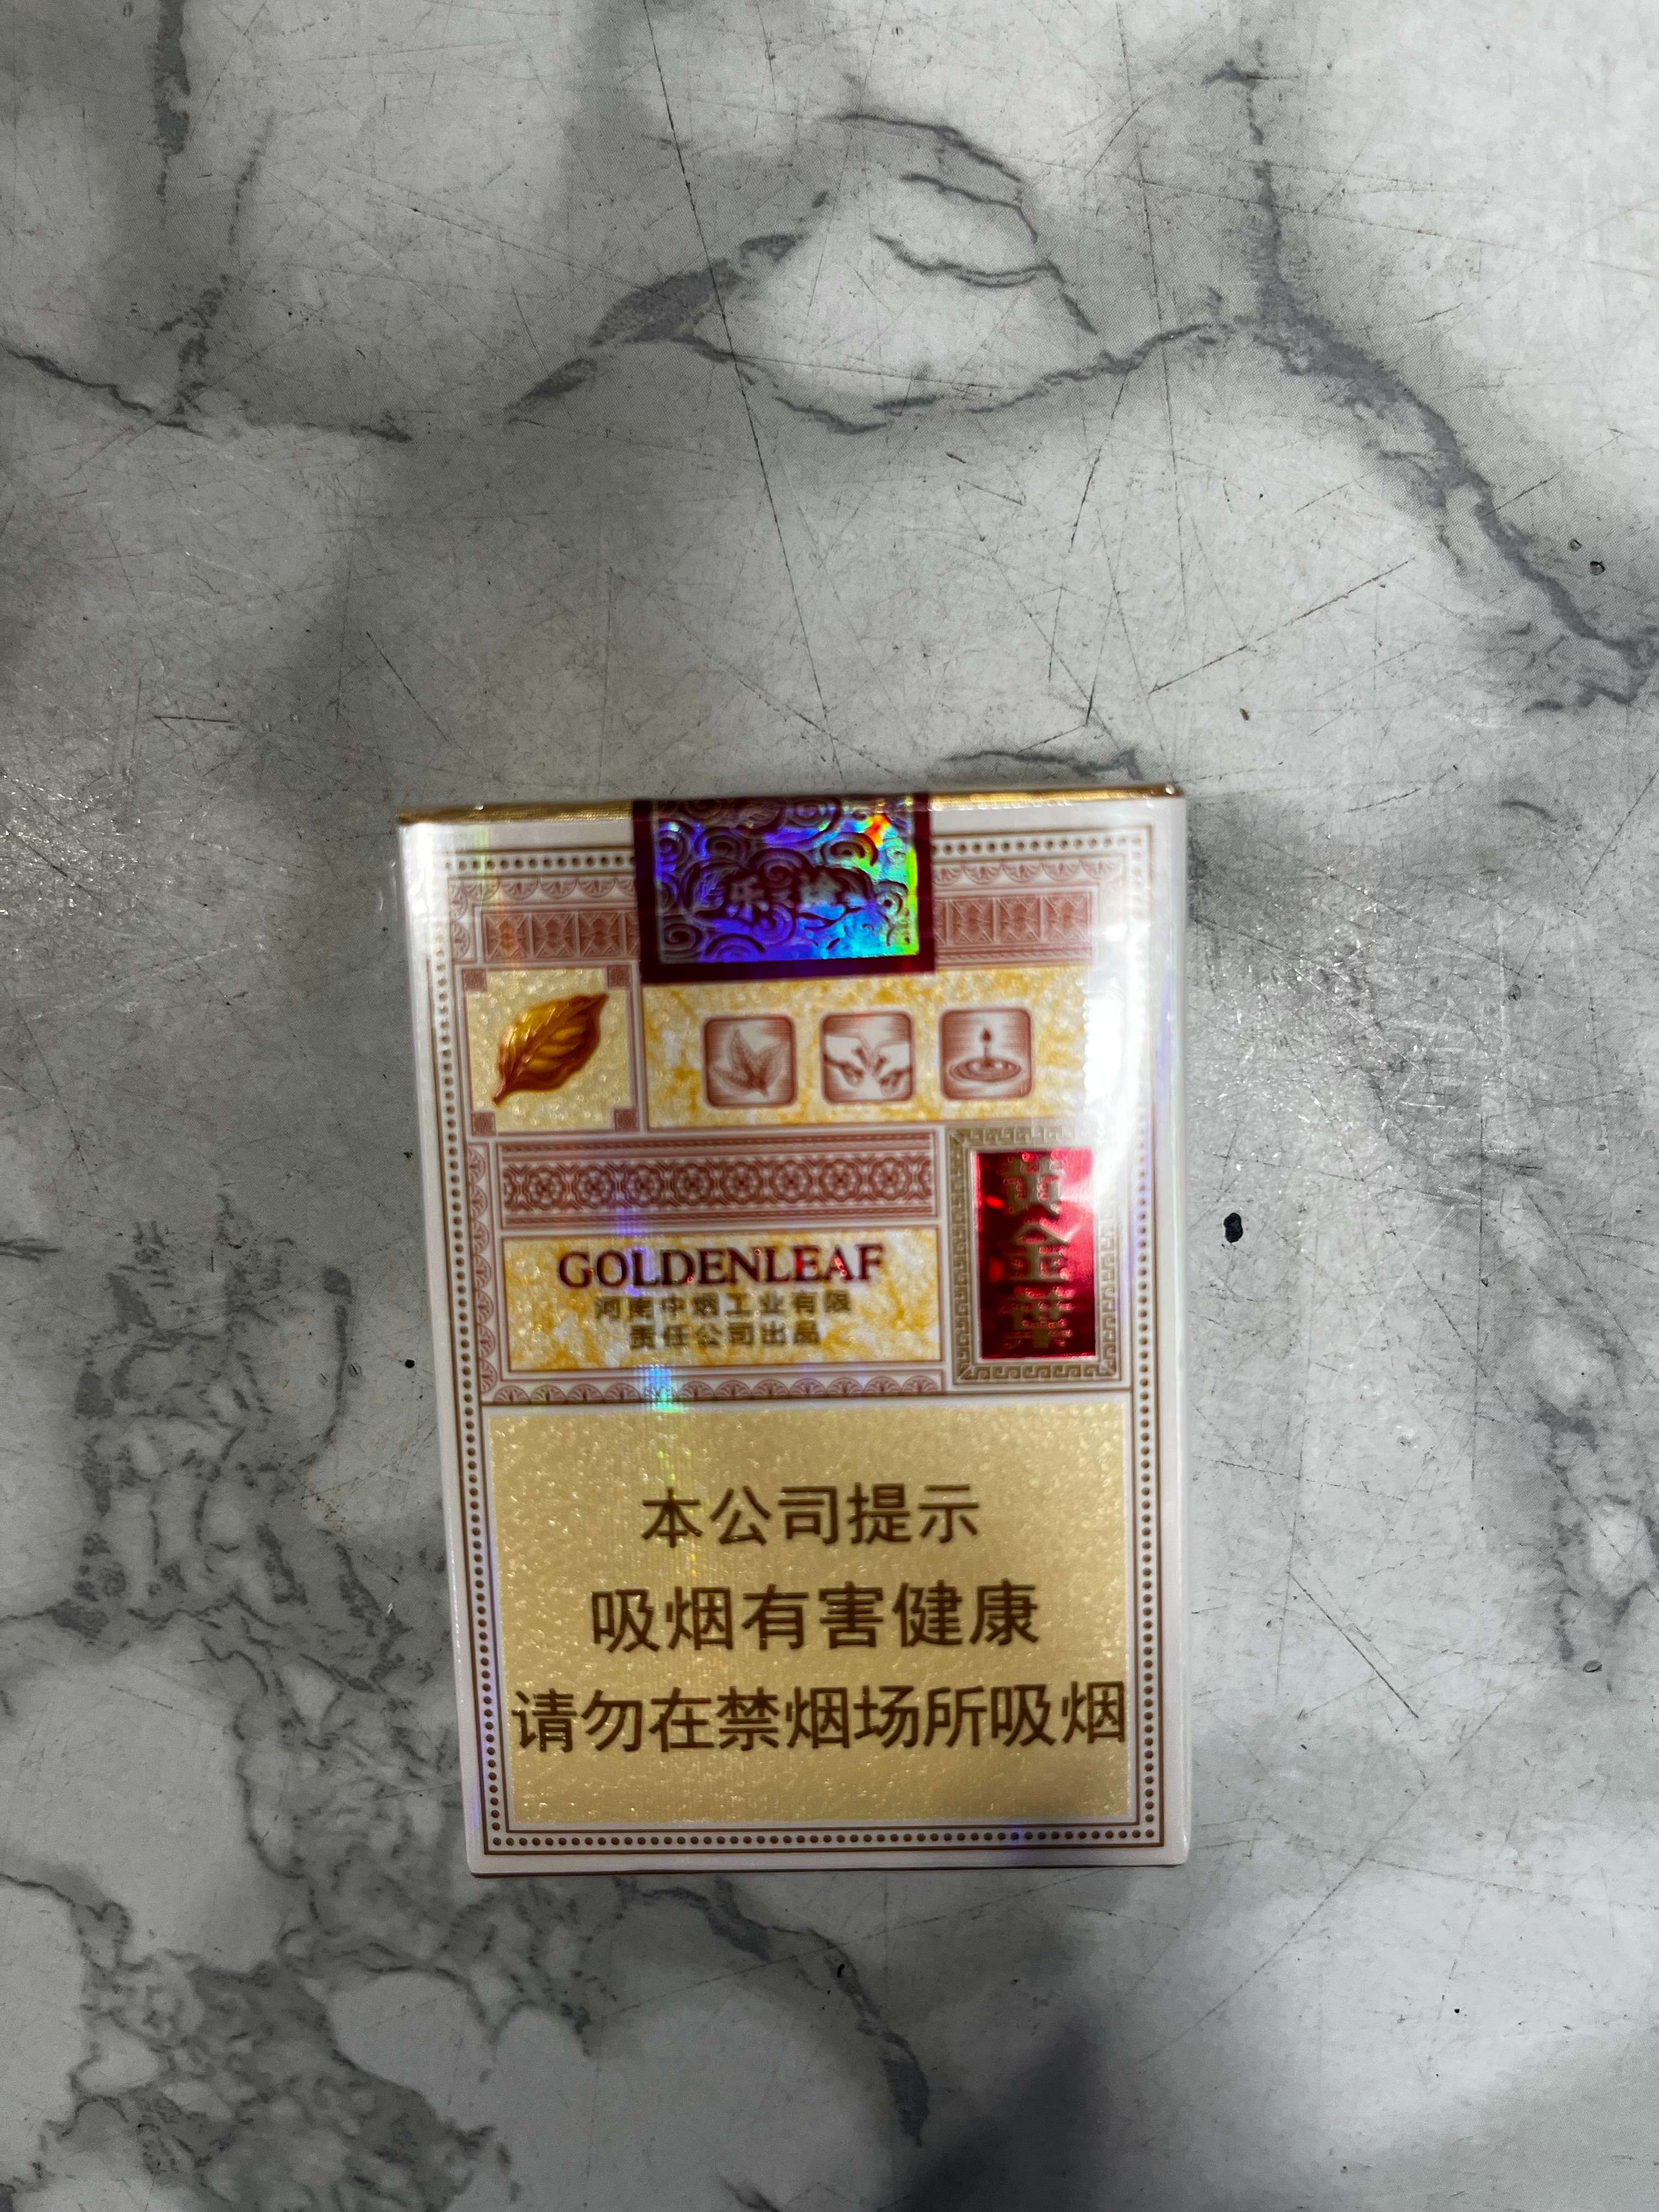 GOLDENLEAF
河南中烟工业有限
责任公司出品
黄金叶
本公司提示
吸烟有害健康
请勿在禁烟场所吸烟